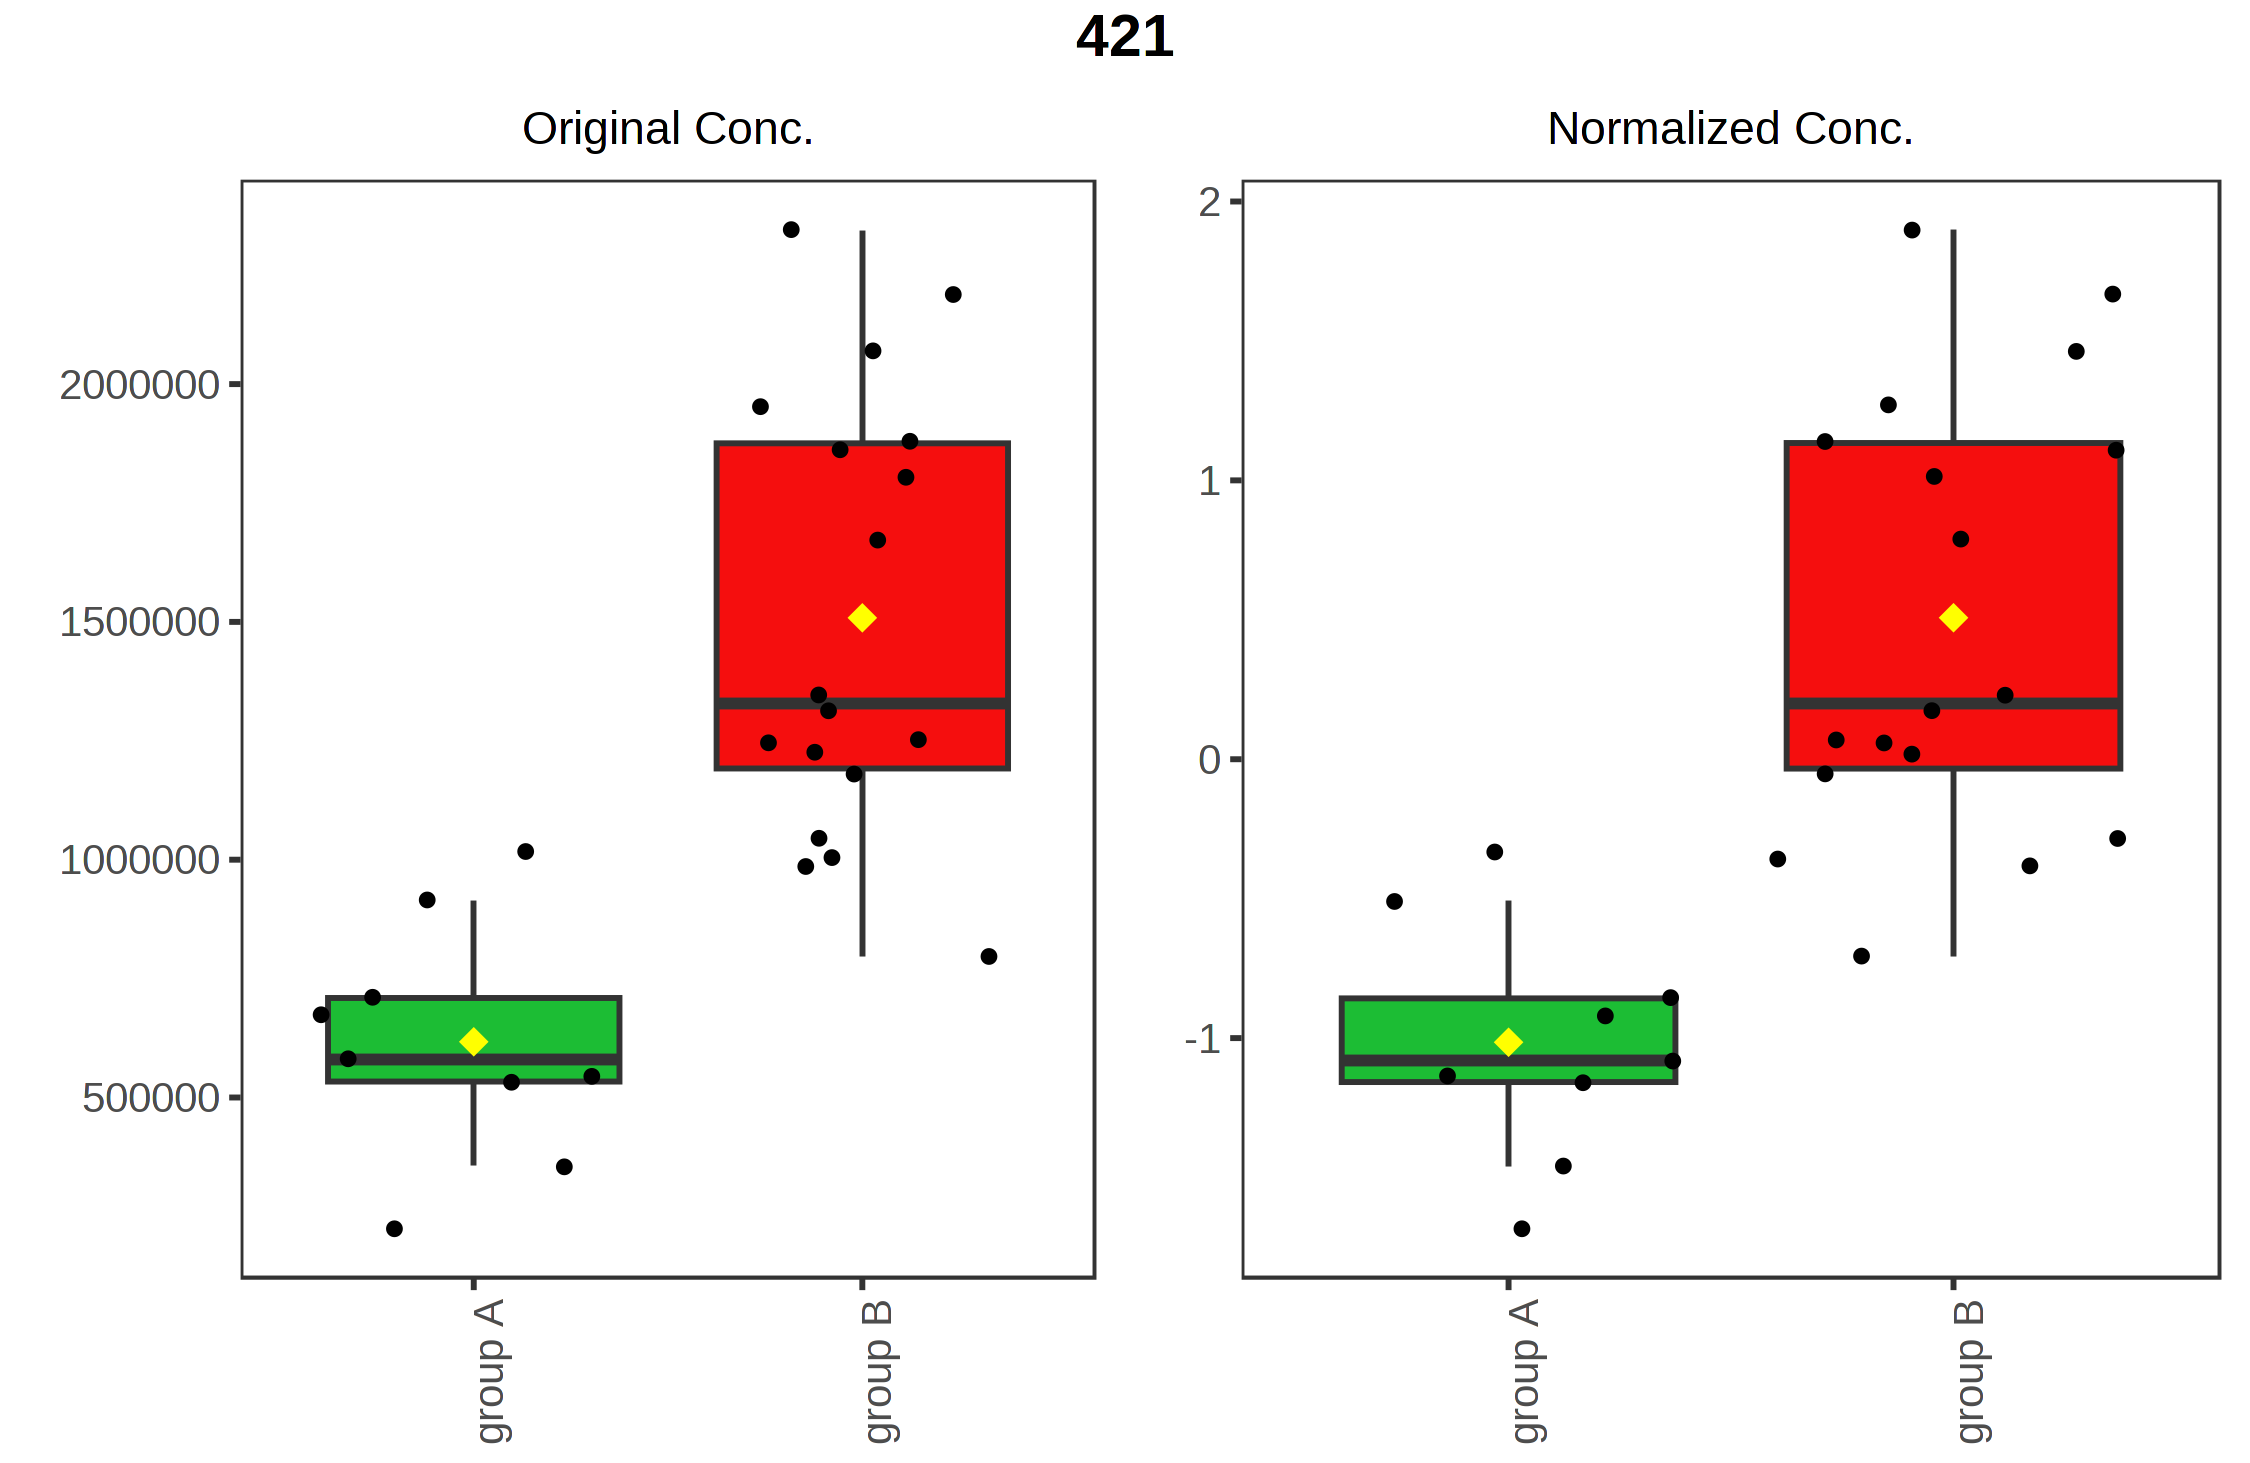 421
Original Conc.
Normalized Conc.
2000000
1500000
1000000
500000
group A
group B
2
1
0
-1
group A
group B